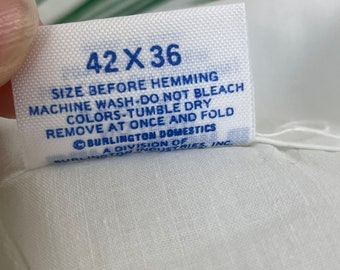 42 X 36
SIZE BEFORE HEMMING
MACHINE WASH-DO NOT BLEACH
COLORS-TUMBLE DRY
REMOVE AT ONCE AND FOLD
©BURLINGTON DOMESTICS
A DIVISION OF
BURLINGTON INDUSTRIES, INC.